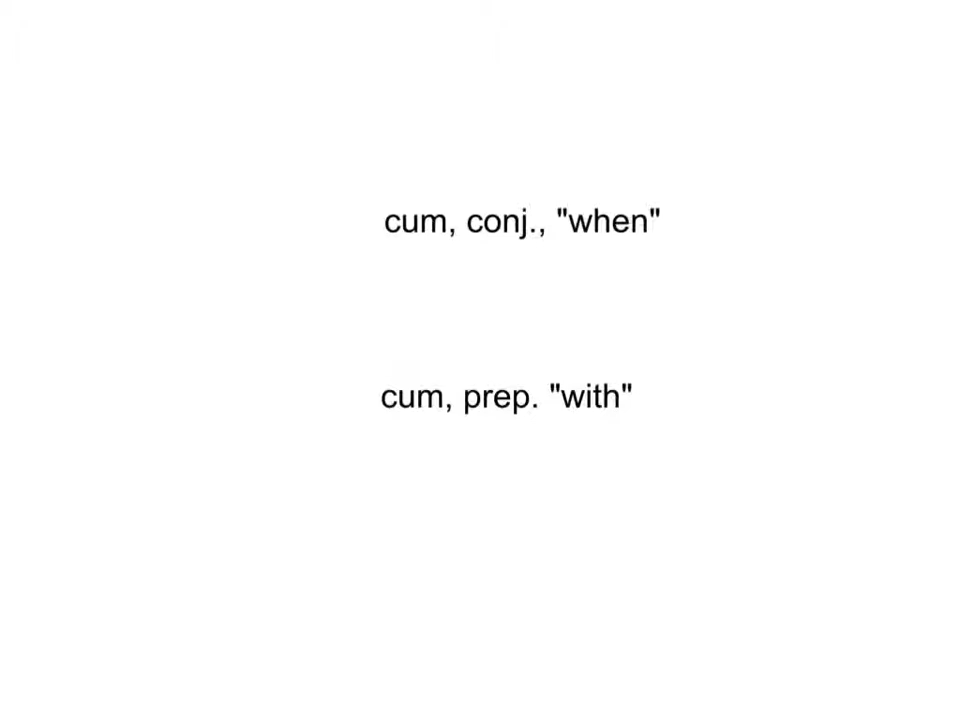 cum, conj., "when"
cum, prep. "with"